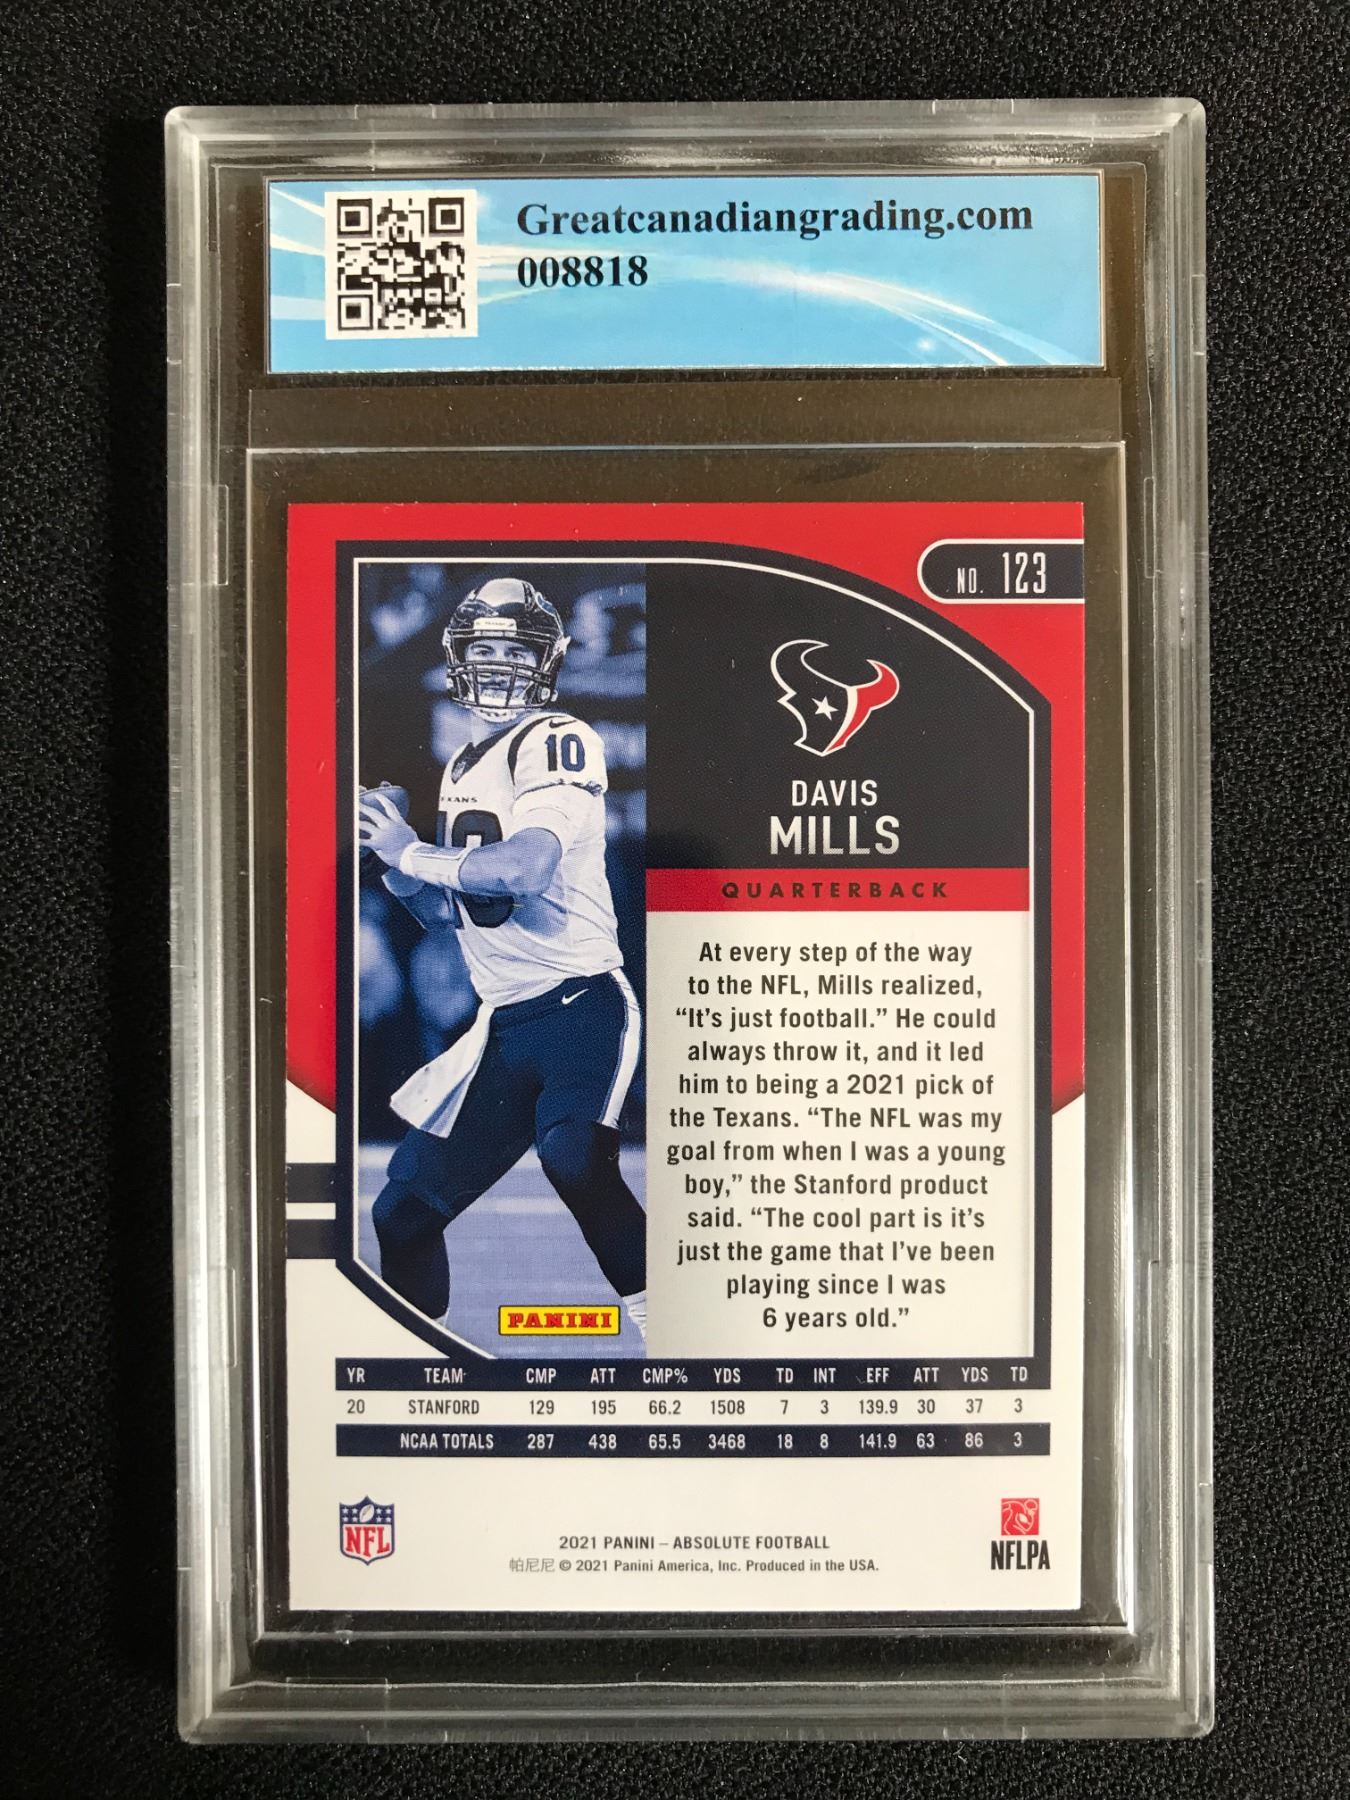 Greatcanadiangrading.com
008818
NO. 123
10
TEXANS
10
DAVIS
MILLS
QUARTERBACK
At every step of the way
to the NFL, Mills realized,
“It’s just football.” He could
always throw it, and it led
him to being a 2021 pick of
the Texans. “The NFL was my
goal from when I was a young
boy,” the Stanford product
said. “The cool part is it’s
just the game that I’ve been
playing since I was
6 years old.”
PANINI
YR TEAM CMP ATT CMP% YDS TD INT EFF ATT YDS TD
20 STANFORD 129 195 66.2 1508 7 3 139.9 30 37 3
NCAA TOTALS 287 438 65.5 3468 18 8 141.9 63 86 3
NFL
2021 PANINI – ABSOLUTE FOOTBALL
帕尼尼 © 2021 Panini America, Inc. Produced in the USA.
NFLPA